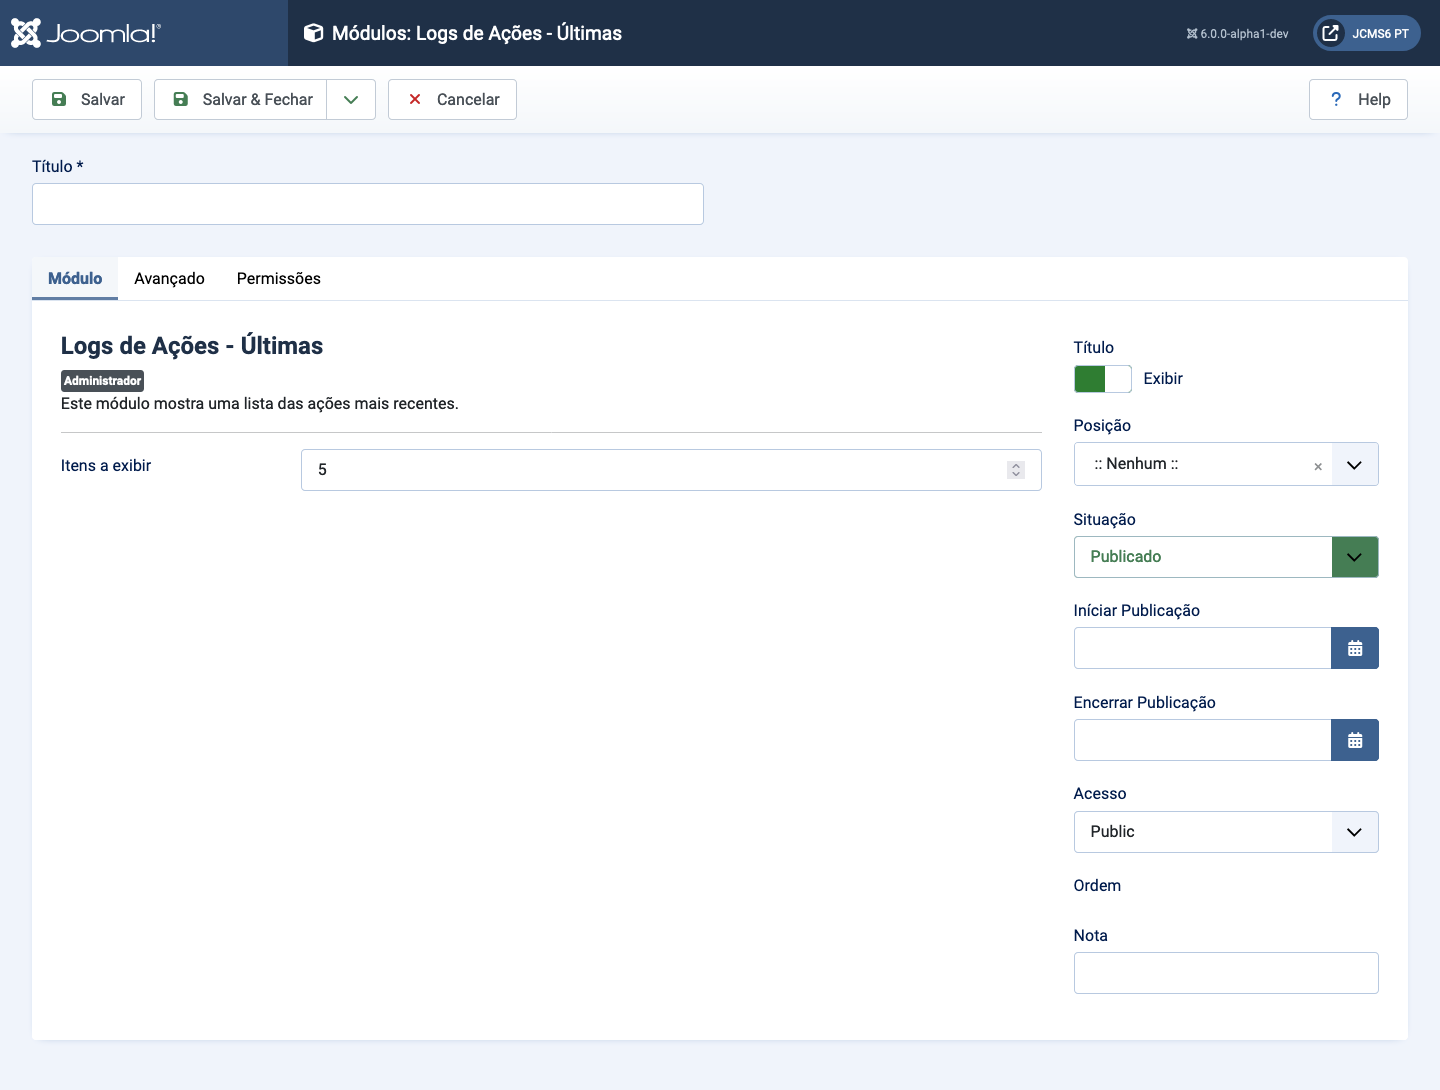 Joomla!®
Módulos: Logs de Ações - Últimas
6.0.0-alpha1-dev
JCMS6 PT
Salvar
Salvar & Fechar
Cancelar
? Help
Título *
Módulo
Avançado
Permissões
Logs de Ações - Últimas
Administrador
Este módulo mostra uma lista das ações mais recentes.
Itens a exibir
5
Título
Exibir
Posição
:: Nenhum ::
×
Situação
Publicado
Iníciar Publicação
Encerrar Publicação
Acesso
Public
Ordem
Nota